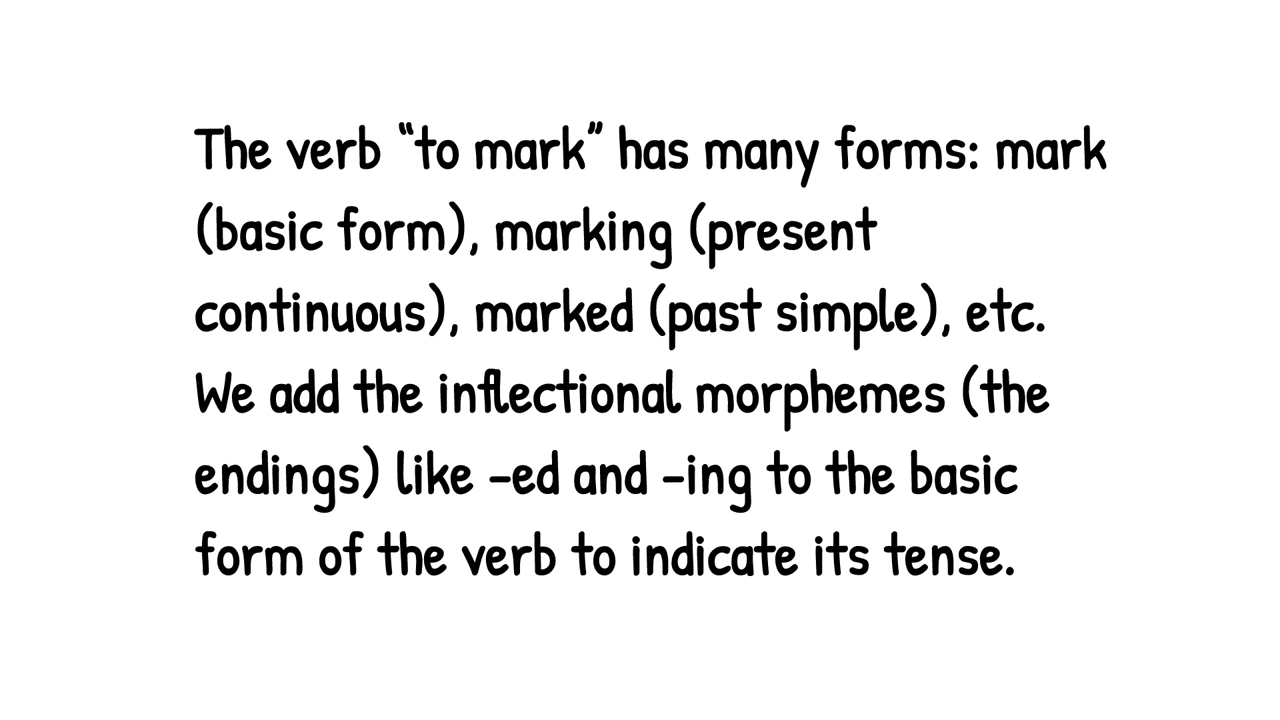 The verb “to mark” has many forms: mark
(basic form), marking (present
continuous), marked (past simple), etc.
We add the inflectional morphemes (the
endings) like -ed and -ing to the basic
form of the verb to indicate its tense.